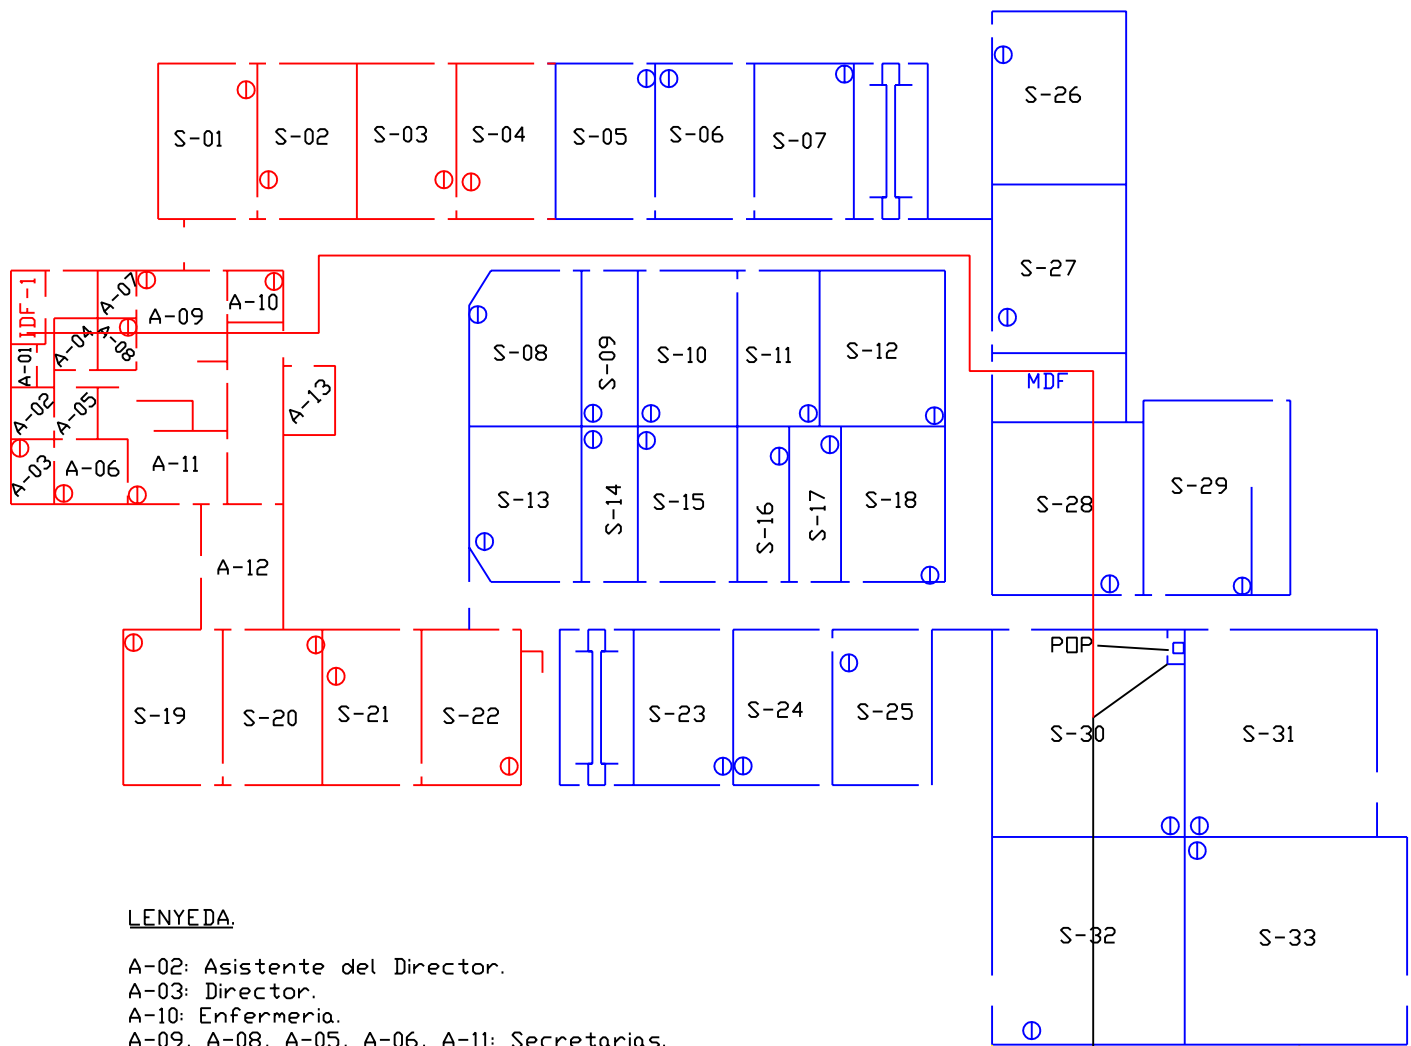 S-26
S-01
S-02
S-03
S-04
S-05
S-06
S-07
S-27
IDF-1
A-07
A-09
A-10
A-04
A-08
A-01
A-02
A-05
A-13
A-03
A-06
A-11
A-12
S-08
S-09
S-10
S-11
S-12
MDF
S-13
S-14
S-15
S-16
S-17
S-18
S-28
S-29
POP
S-19
S-20
S-21
S-22
S-23
S-24
S-25
S-30
S-31
S-32
S-33
LENYEDA.
A-02: Asistente del Director.
A-03: Director.
A-10: Enfermeria.
A-09, A-08, A-05, A-06, A-11: Secretarias.